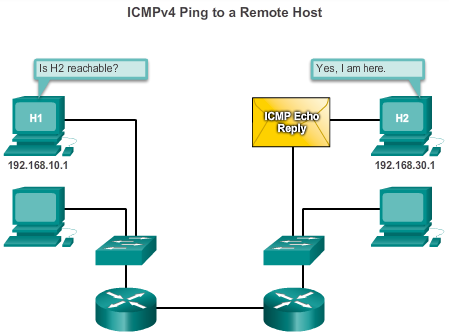 ICMPv4 Ping to a Remote Host
Is H2 reachable?
Yes, I am here.
H1
ICMP Echo
Reply
H2
192.168.10.1
192.168.30.1